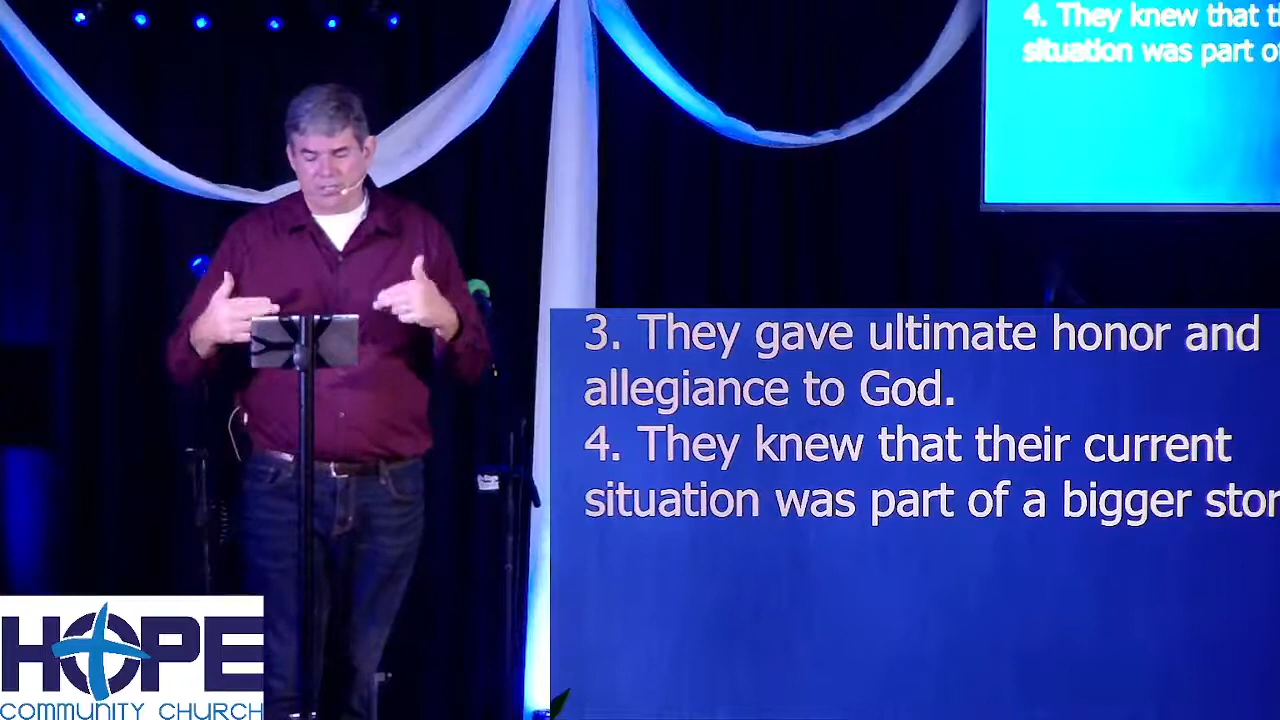 4. They knew that
situation was part
3. They gave ultimate honor and
allegiance to God.
4. They knew that their current
situation was part of a bigger
HOPE
COMMUNITY CHURCH